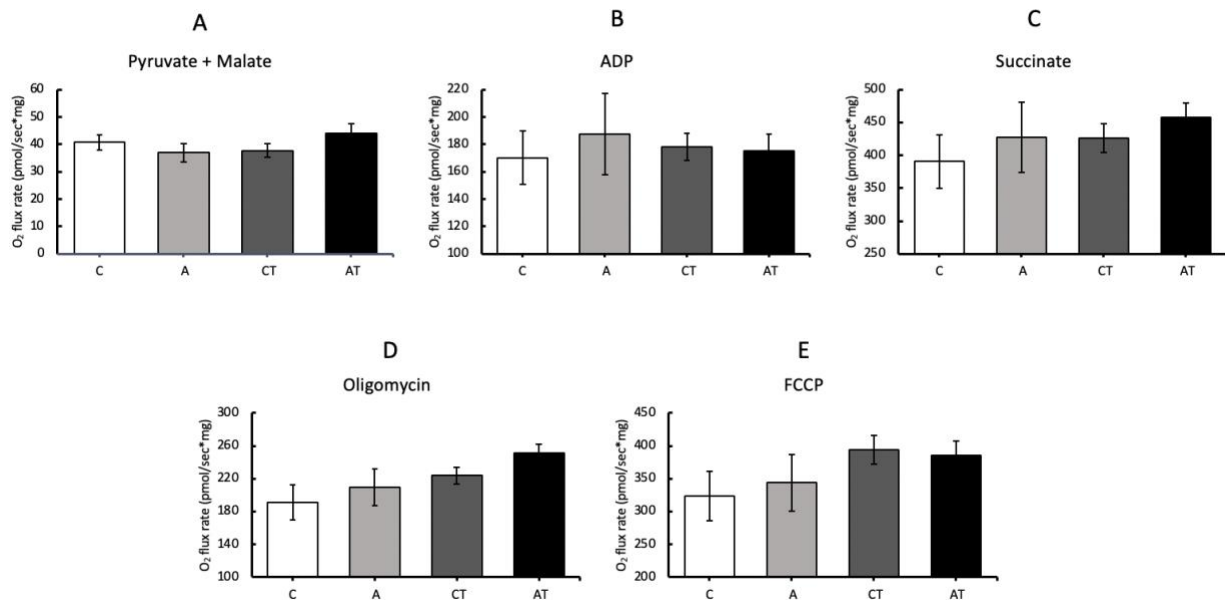 A
Pyruvate + Malate
O₂ flux rate (pmol/sec*mg)
60
50
40
30
20
10
0
C A CT AT
B
ADP
O₂ flux rate (pmol/sec*mg)
220
200
180
160
140
120
100
C A CT AT
C
Succinate
O₂ flux rate (pmol/sec*mg)
500
450
400
350
300
250
C A CT AT
D
Oligomycin
O₂ flux rate (pmol/sec*mg)
300
260
220
180
140
100
C A CT AT
E
FCCP
O₂ flux rate (pmol/sec*mg)
450
400
350
300
250
200
C A CT AT